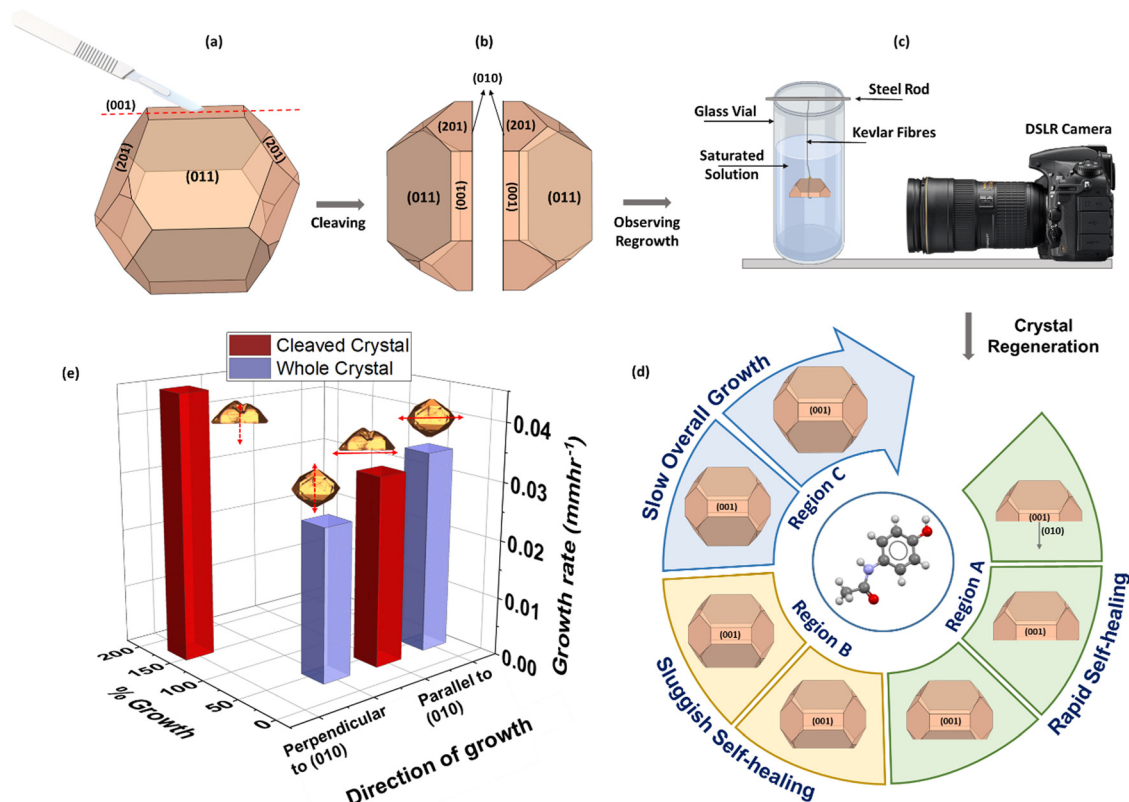 (a)
(001)
(201)
(011)
(201)
Cleaving
(b)
(010)
(201)
(201)
(011)
(001)
(001)
(011)
Observing
Regrowth
(c)
Steel Rod
Glass Vial
Kevlar Fibres
Saturated
Solution
DSLR Camera
Crystal
Regeneration
(d)
Slow Overall Growth
Region C
(001)
(001)
Sluggish Self-healing
Region B
(001)
(001)
Rapid Self-healing
Region A
(001)
(010)
(001)
(001)
(e)
Cleaved Crystal
Whole Crystal
0.04
0.03
0.02
0.01
0.00
Growth rate (mmhr⁻¹)
200
150
100
50
0
% Growth
Perpendicular
to (010)
Parallel to
(010)
Direction of growth